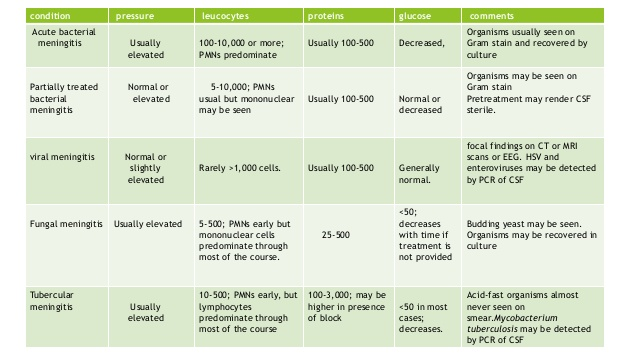 condition pressure leucocytes proteins glucose comments
Acute bacterial
meningitis
Usually
elevated
100-10,000 or more;
PMNs predominate
Usually 100-500
Decreased,
Organisms usually seen on
Gram stain and recovered by
culture
Partially treated
bacterial
meningitis
Normal or
elevated
5-10,000; PMNs
usual but mononuclear
may be seen
Usually 100-500
Normal or
decreased
Organisms may be seen on
Gram stain
Pretreatment may render CSF
sterile.
viral meningitis
Normal or
slightly
elevated
Rarely >1,000 cells.
Usually 100-500
Generally
normal.
focal findings on CT or MRI
scans or EEG. HSV and
enteroviruses may be detected
by PCR of CSF
Fungal meningitis
Usually elevated
5-500; PMNs early but
mononuclear cells
predominate through
most of the course.
25-500
<50;
decreases
with time if
treatment is
not provided
Budding yeast may be seen.
Organisms may be recovered in
culture
Tubercular
meningitis
Usually
elevated
10-500; PMNs early, but
lymphocytes
predominate through
most of the course
100-3,000; may be
higher in presence
of block
<50 in most
cases;
decreases.
Acid-fast organisms almost
never seen on
smear.Mycobacterium
tuberculosis may be detected
by PCR of CSF